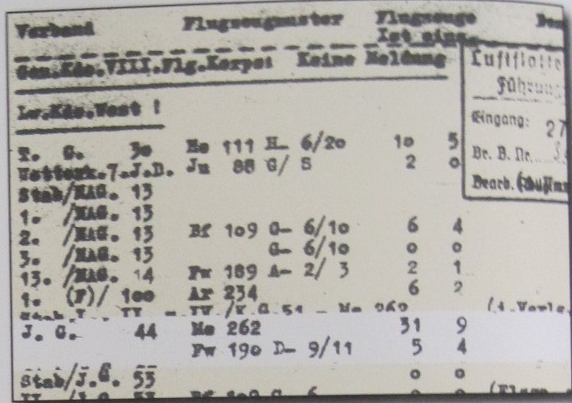 Verband Flugzeugmuster Flugzeuge
Ist eins.
Gen.Kdo.VIII.Flg.Korps: Keine Meldung
Luftflotte
Führung
Eingang: 27
Br. B. Nr.
Bearb.
Lw.Kdo.West !
T. G. 30 He 111 H- 6/20 10 5
Wetterk.7.J.D. Ju 88 G/ S 2 0
Stab/NAG. 13
1. /NAG. 13
2. /NAG. 13 Bf 109 G- 6/10 6 4
3. /NAG. 13 G- 6/10 0 0
13. /NAG. 14 Fw 189 A- 2/ 3 2 1
1. (F)/ 100 Ar 234 6 2
J. G. 44 Me 262 31 9
Fw 190 D- 9/11 5 4
Stab/J.G. 53 0 0